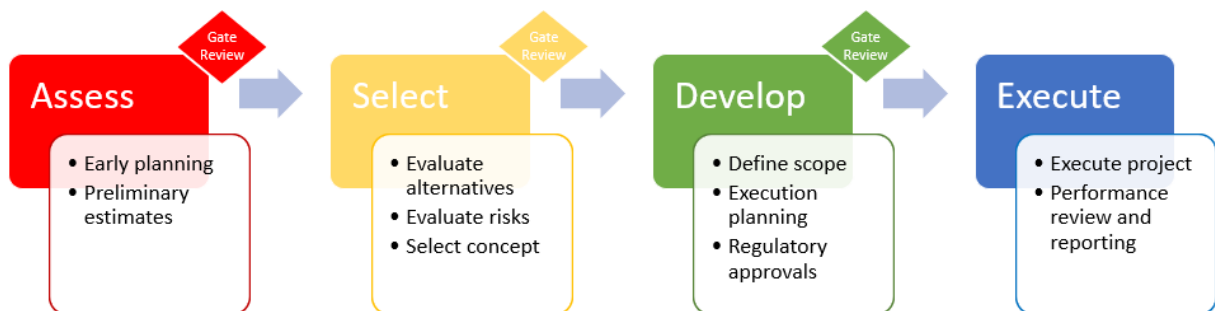 Gate
Review
Assess
• Early planning
• Preliminary
estimates
Gate
Review
Select
• Evaluate
alternatives
• Evaluate risks
• Select concept
Gate
Review
Develop
• Define scope
• Execution
planning
• Regulatory
approvals
Execute
• Execute project
• Performance
review and
reporting